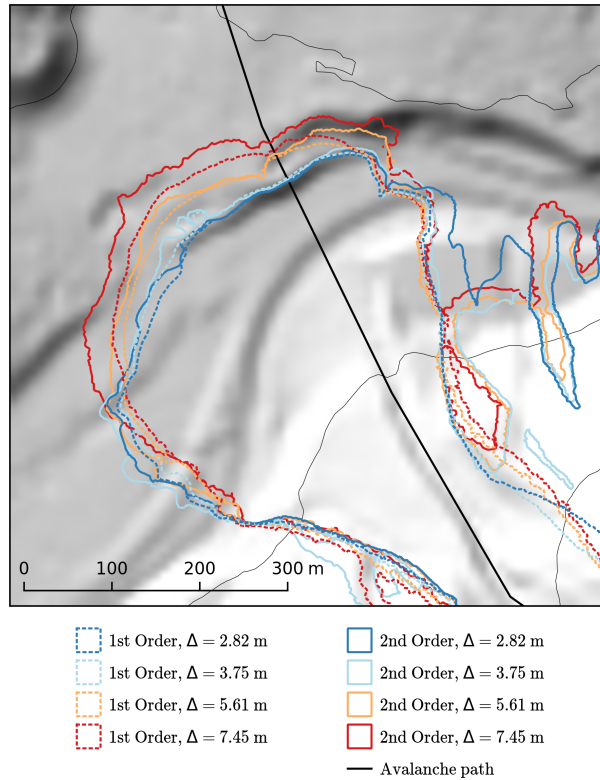 0 100 200 300 m
1st Order, Δ = 2.82 m 2nd Order, Δ = 2.82 m
1st Order, Δ = 3.75 m 2nd Order, Δ = 3.75 m
1st Order, Δ = 5.61 m 2nd Order, Δ = 5.61 m
1st Order, Δ = 7.45 m 2nd Order, Δ = 7.45 m
Avalanche path